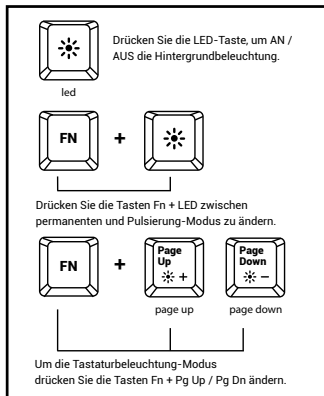 Drücken Sie die LED-Taste, um AN /
AUS die Hintergrundbeleuchtung.
led
FN
+
Drücken Sie die Tasten Fn + LED zwischen
permanenten und Pulsierung-Modus zu ändern.
FN
+
Page
Up
+
Page
Down
–
page up
page down
Um die Tastaturbeleuchtung-Modus
drücken Sie die Tasten Fn + Pg Up / Pg Dn ändern.